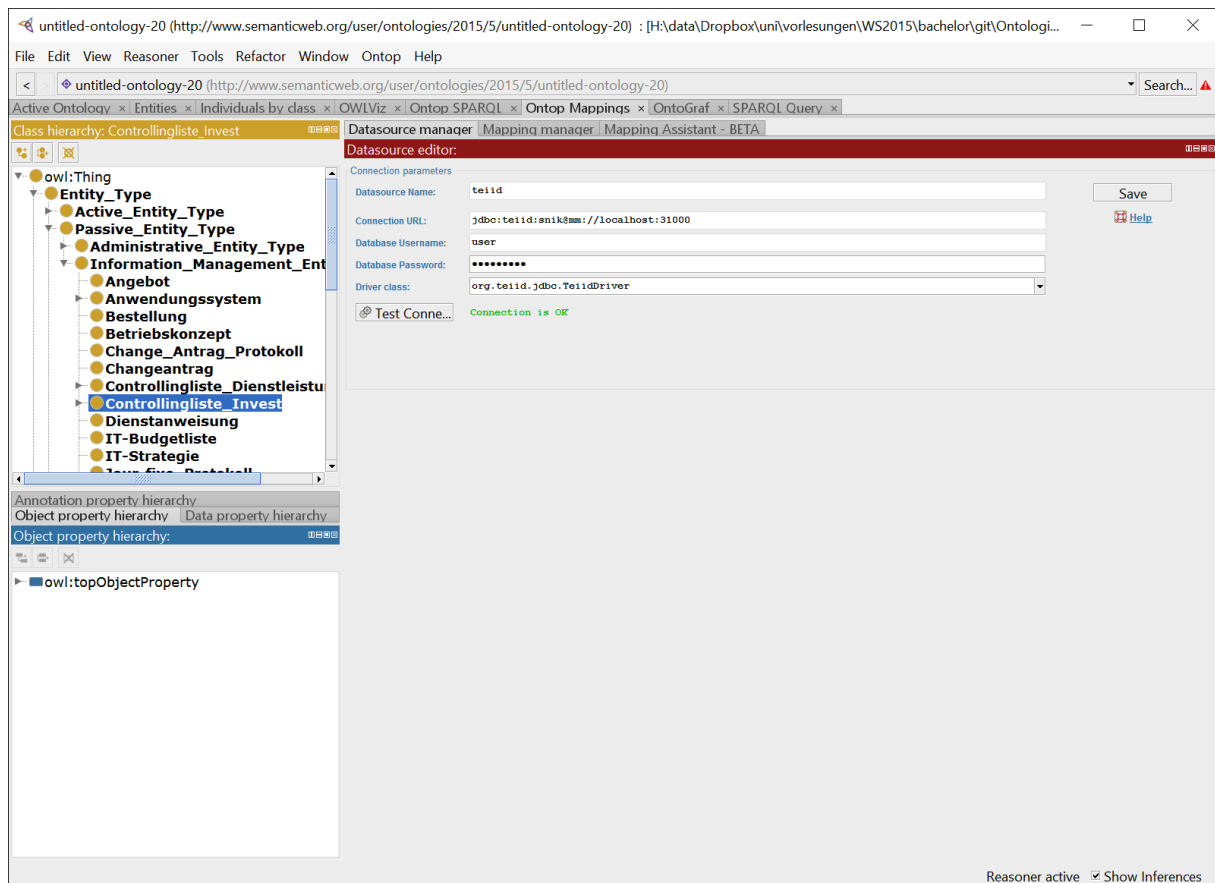 untitled-ontology-20 (http://www.semanticweb.org/user/ontologies/2015/5/untitled-ontology-20) : [H:\data\Dropbox\uni\vorlesungen\WS2015\bachelor\git\Ontologi...
File Edit View Reasoner Tools Refactor Window Ontop Help
< > untitled-ontology-20 (http://www.semanticweb.org/user/ontologies/2015/5/untitled-ontology-20) Search...
Active Ontology × Entities × Individuals by class × OWLViz × Ontop SPARQL × Ontop Mappings × OntoGraf × SPARQL Query ×
Class hierarchy: Controllingliste_Invest
owl:Thing
Entity_Type
Active_Entity_Type
Passive_Entity_Type
Administrative_Entity_Type
Information_Management_Ent
Angebot
Anwendungssystem
Bestellung
Betriebskonzept
Change_Antrag_Protokoll
Changeantrag
Controllingliste_Dienstleistu
Controllingliste_Invest
Dienstanweisung
IT-Budgetliste
IT-Strategie
Jour-fixe_Protokoll
Annotation property hierarchy
Object property hierarchy Data property hierarchy
Object property hierarchy:
owl:topObjectProperty
Datasource manager Mapping manager Mapping Assistant - BETA
Datasource editor:
Connection parameters
Datasource Name: teiid
Save
Connection URL: jdbc:teiid:snik@mm://localhost:31000
Help
Database Username: user
Database Password: •••••••••
Driver class: org.teiid.jdbc.TeiidDriver
Test Conne... Connection is OK
Reasoner active Show Inferences